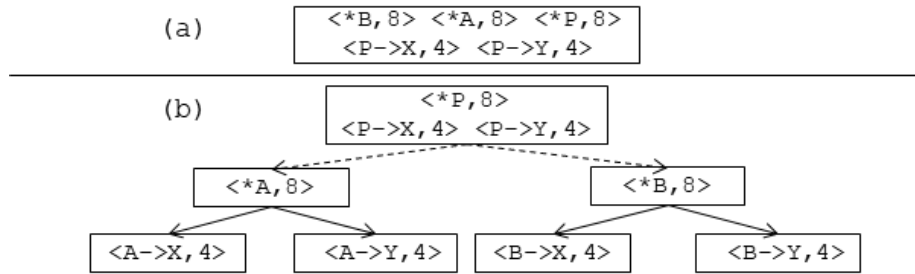 (a)
<*B,8> <*A,8> <*P,8>
<P->X,4> <P->Y,4>
(b)
<*P,8>
<P->X,4> <P->Y,4>
<*A,8>
<*B,8>
<A->X,4>
<A->Y,4>
<B->X,4>
<B->Y,4>